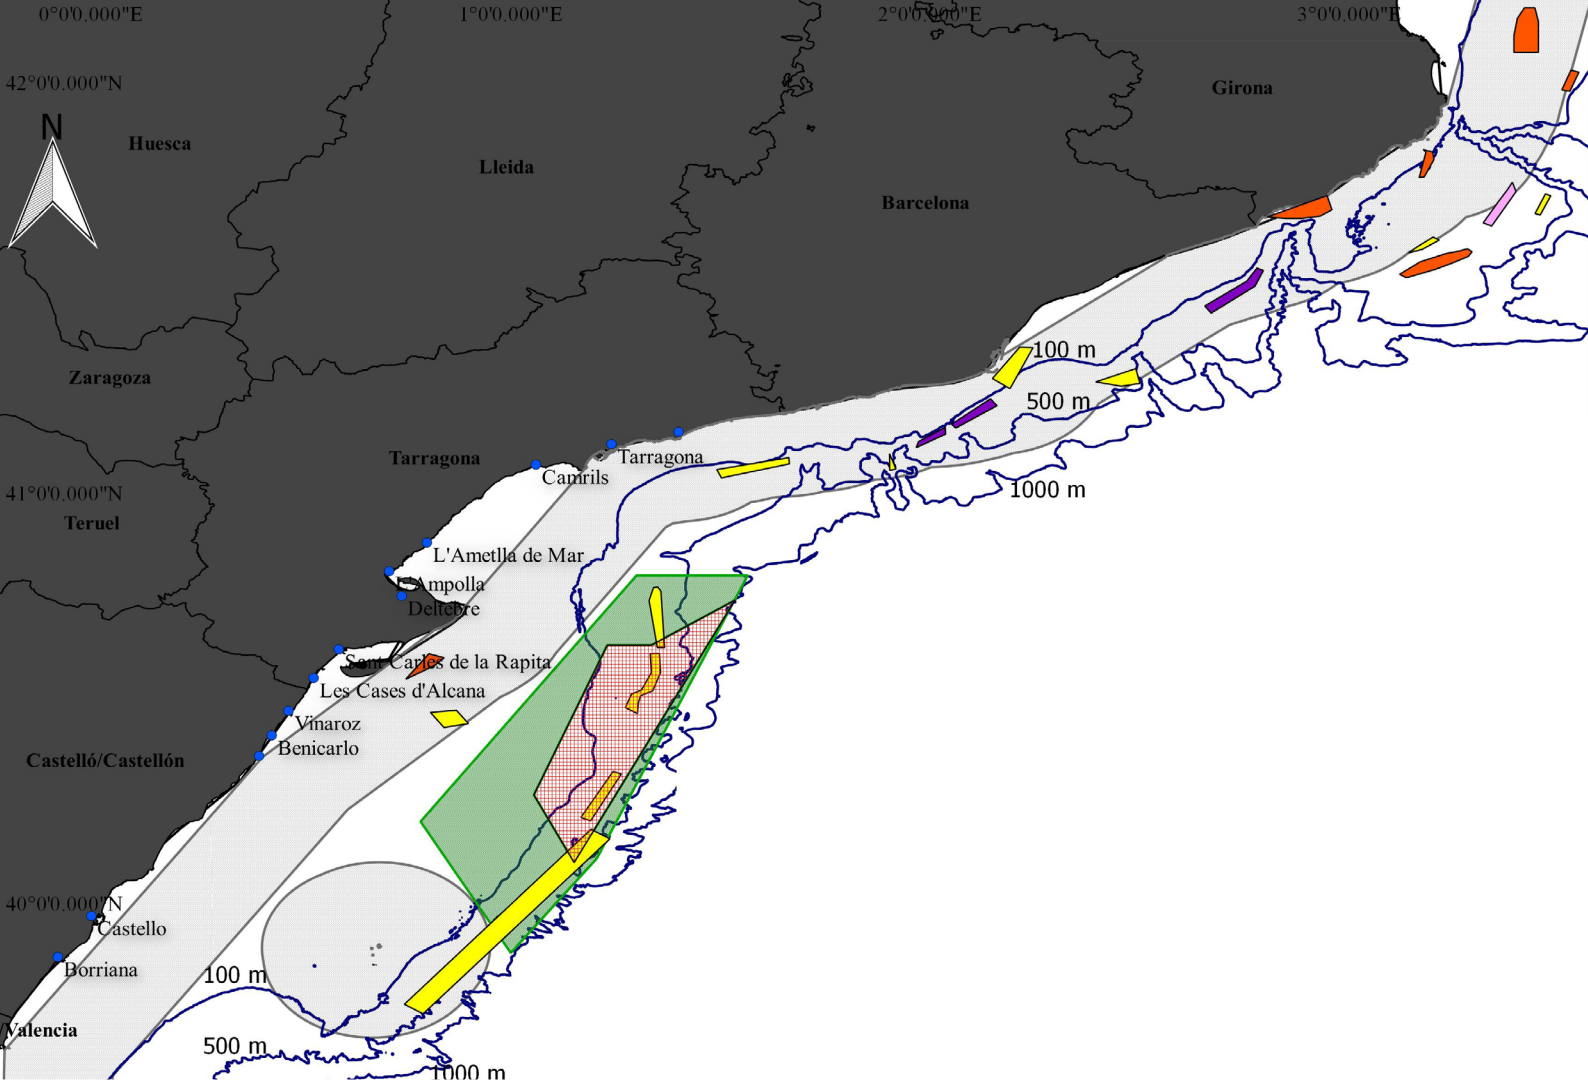 0°0'0.000"E
1°0'0.000"E
2°0'0.000"E
3°0'0.000"E
42°0'0.000"N
Girona
N
Huesca
Lleida
Barcelona
100 m
Zaragoza
500 m
Tarragona
Tarragona
Camrils
1000 m
41°0'0.000"N
Teruel
L'Ametlla de Mar
L'Ampolla
Deltebre
Sant Carles de la Rapita
Les Cases d'Alcana
Vinaroz
Benicarlo
Castelló/Castellón
40°0'0.000"N
Castello
Borriana
100 m
/Valencia
500 m
1000 m